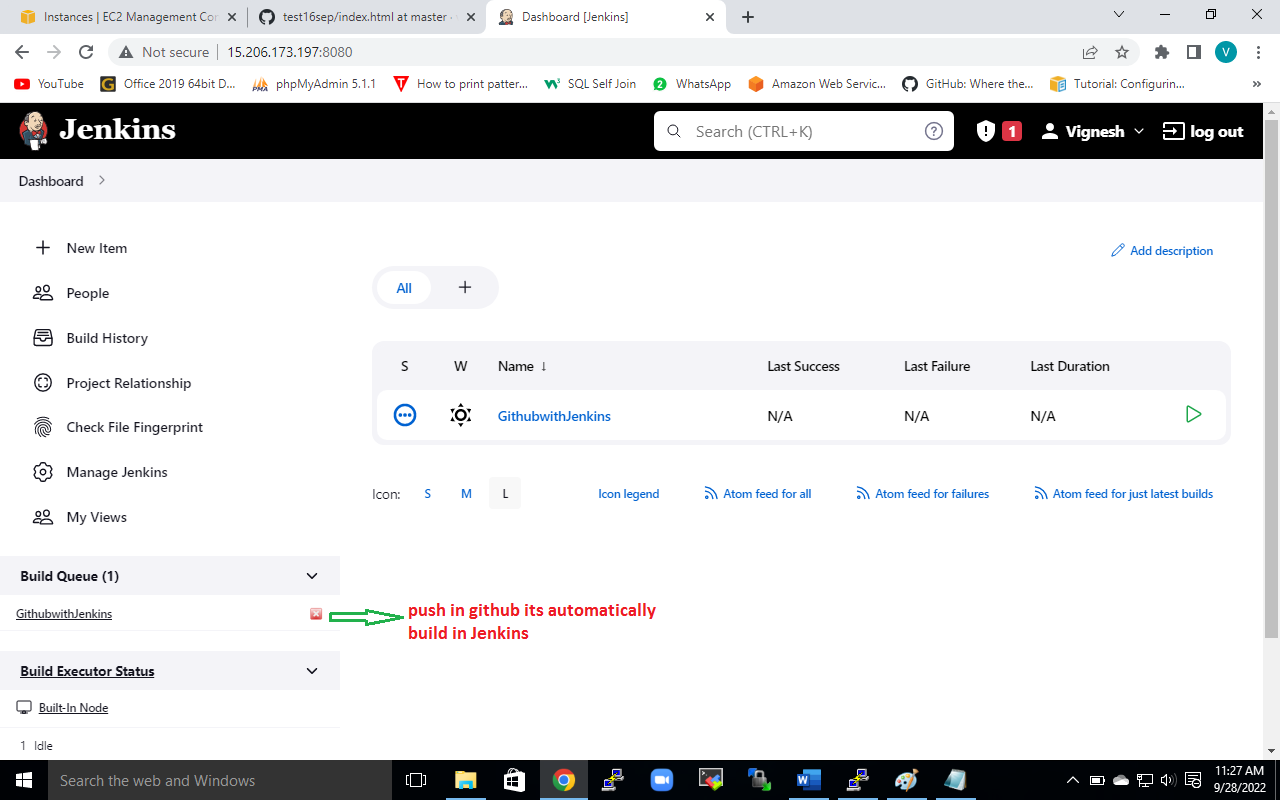 Instances | EC2 Management Con
test16sep/index.html at master ·
Dashboard [Jenkins]
Not secure
15.206.173.197:8080
V
YouTube
Office 2019 64bit D...
phpMyAdmin 5.1.1
How to print patter...
SQL Self Join
2
WhatsApp
Amazon Web Servic...
GitHub: Where the...
Tutorial: Configurin...
»
Jenkins
Search (CTRL+K)
?
1
Vignesh
log out
Dashboard
New Item
People
Build History
Project Relationship
Check File Fingerprint
Manage Jenkins
My Views
Add description
All
+
S W Name ↓ Last Success Last Failure Last Duration
GithubwithJenkins N/A N/A N/A
Icon: S M L
Icon legend
Atom feed for all
Atom feed for failures
Atom feed for just latest builds
Build Queue (1)
GithubwithJenkins
push in github its automatically
build in Jenkins
Build Executor Status
Built-In Node
1 Idle
Search the web and Windows
11:27 AM
9/28/2022